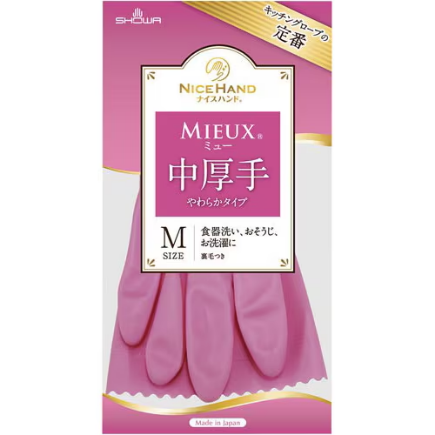 SHOWA
キッチングローブの
定番
NICEHAND
ナイスハンド®
MIEUX®
ミュー
中厚手
やわらかタイプ
M
SIZE
食器洗い、おそうじ、
お洗濯に
裏毛つき
Made in Japan